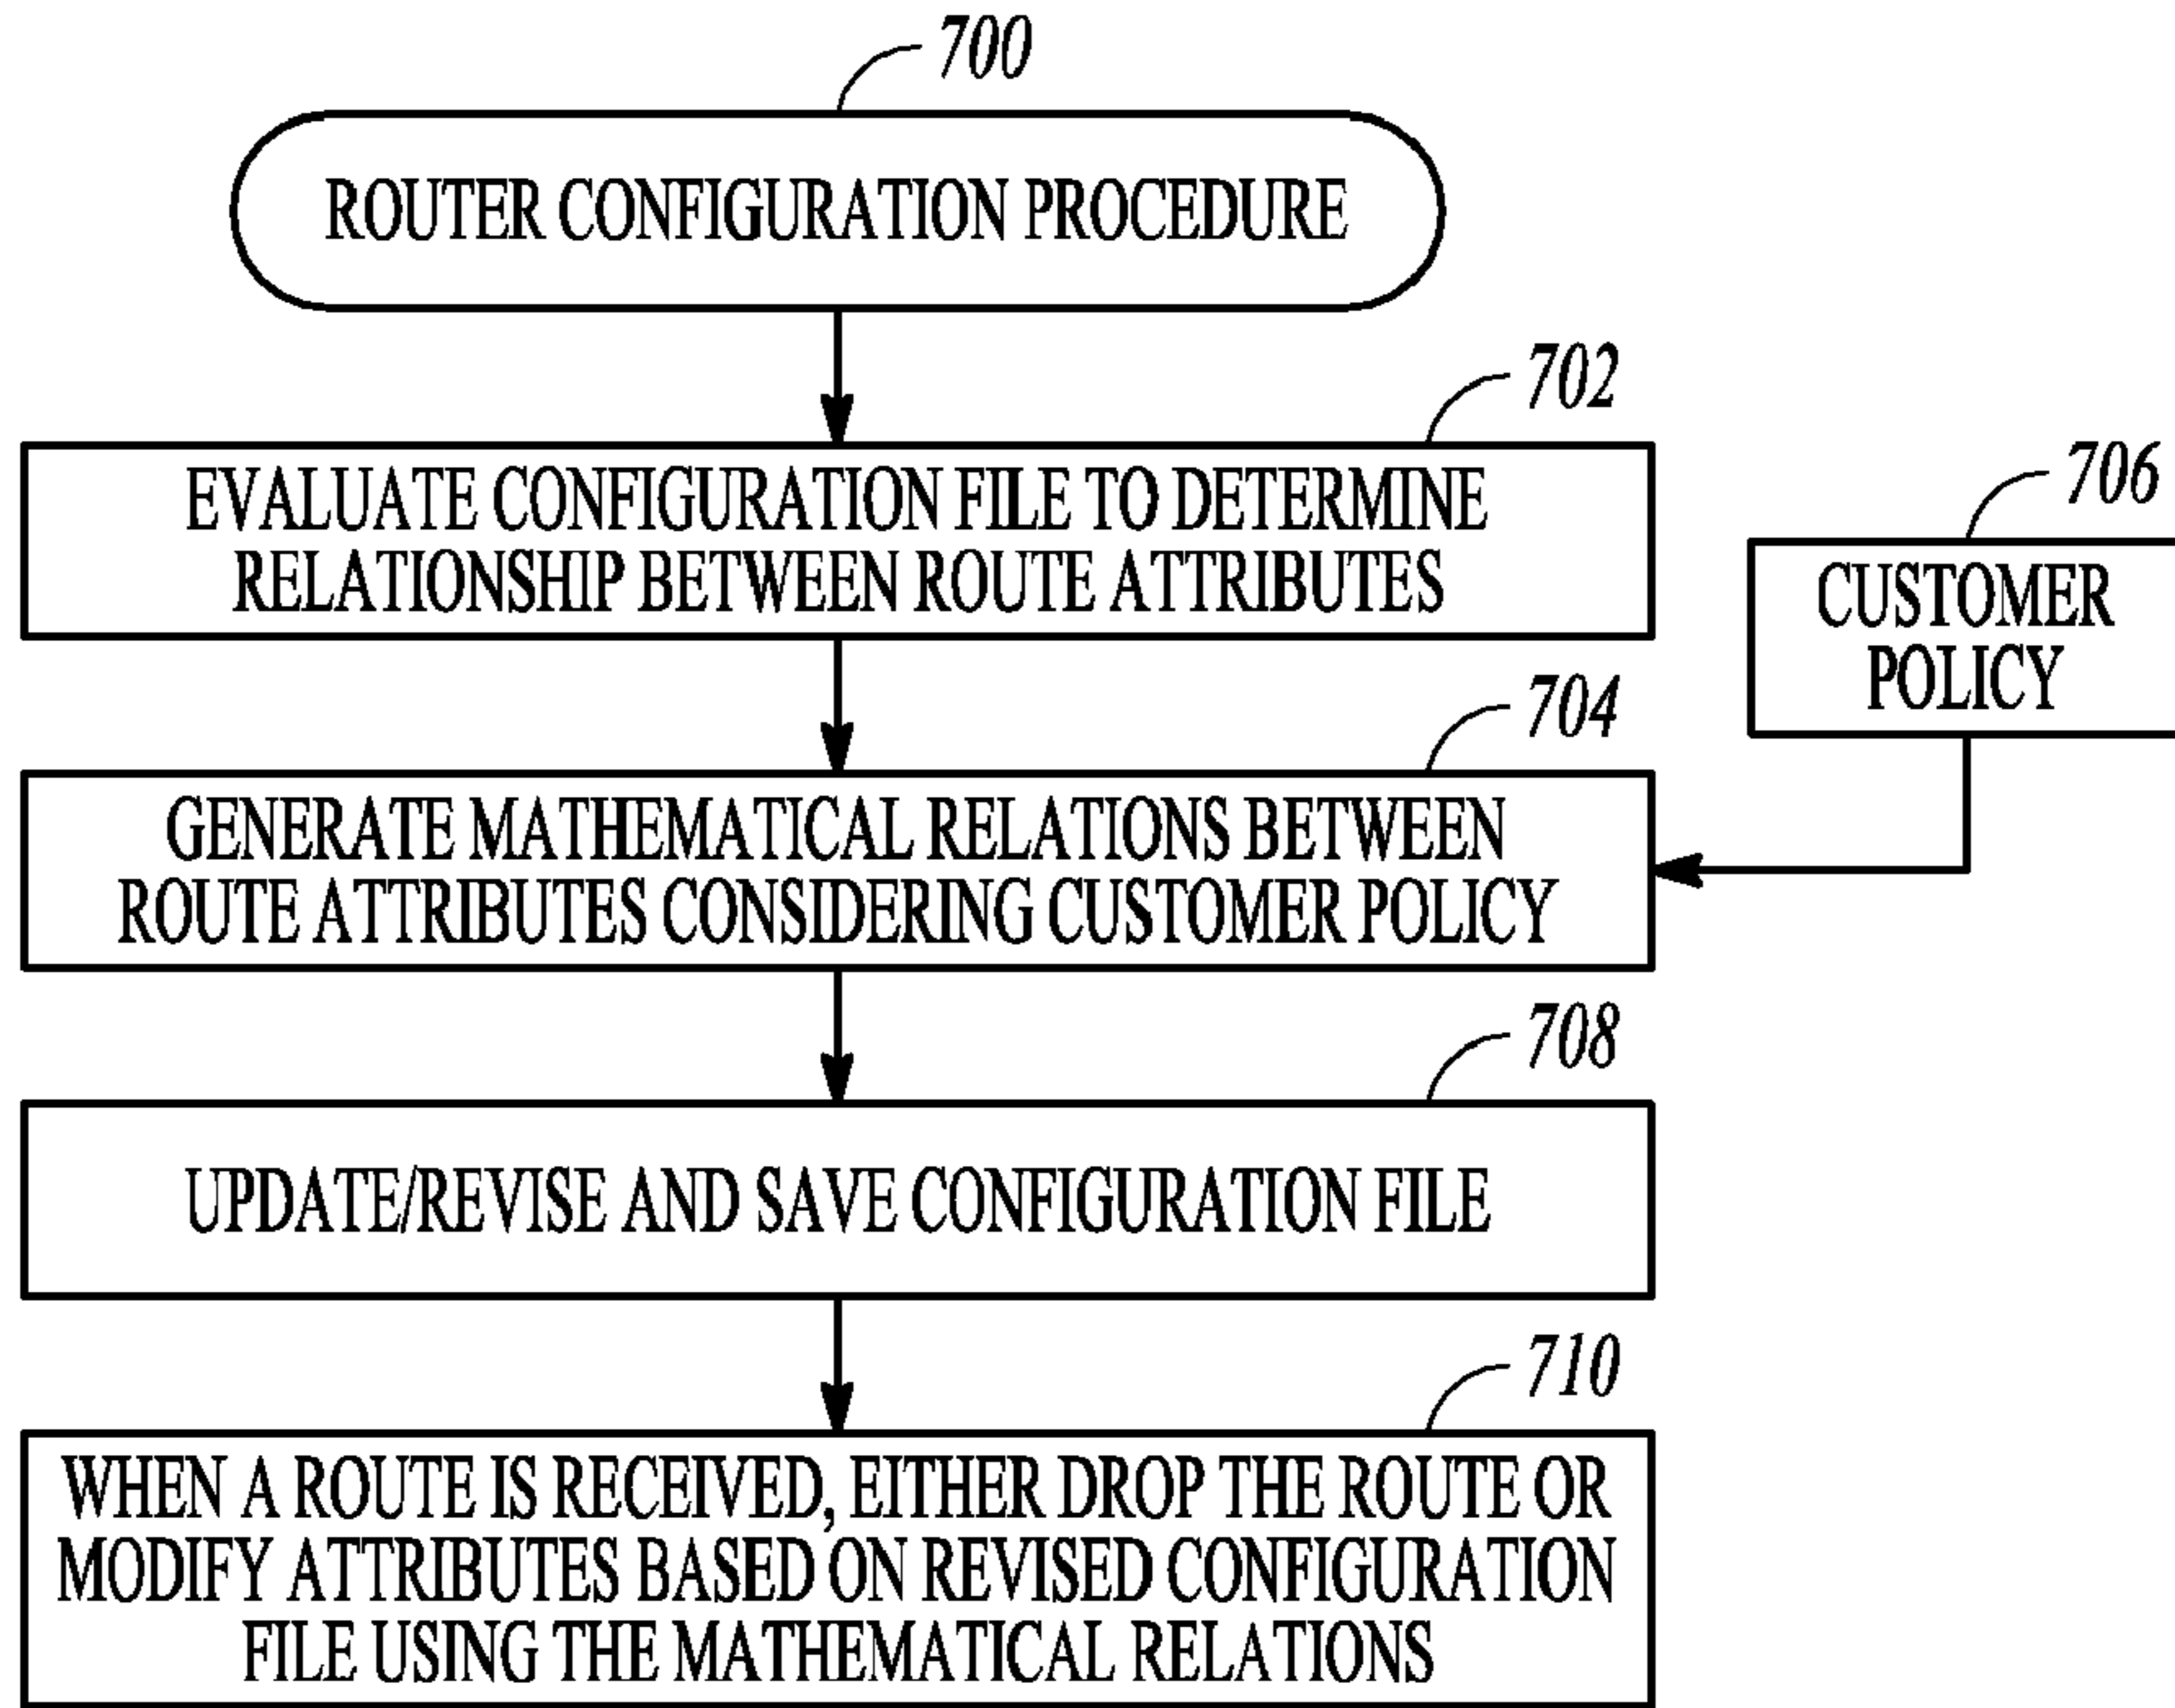 700
ROUTER CONFIGURATION PROCEDURE
702
EVALUATE CONFIGURATION FILE TO DETERMINE
RELATIONSHIP BETWEEN ROUTE ATTRIBUTES
706
CUSTOMER
POLICY
704
GENERATE MATHEMATICAL RELATIONS BETWEEN
ROUTE ATTRIBUTES CONSIDERING CUSTOMER POLICY
708
UPDATE/REVISE AND SAVE CONFIGURATION FILE
710
WHEN A ROUTE IS RECEIVED, EITHER DROP THE ROUTE OR
MODIFY ATTRIBUTES BASED ON REVISED CONFIGURATION
FILE USING THE MATHEMATICAL RELATIONS